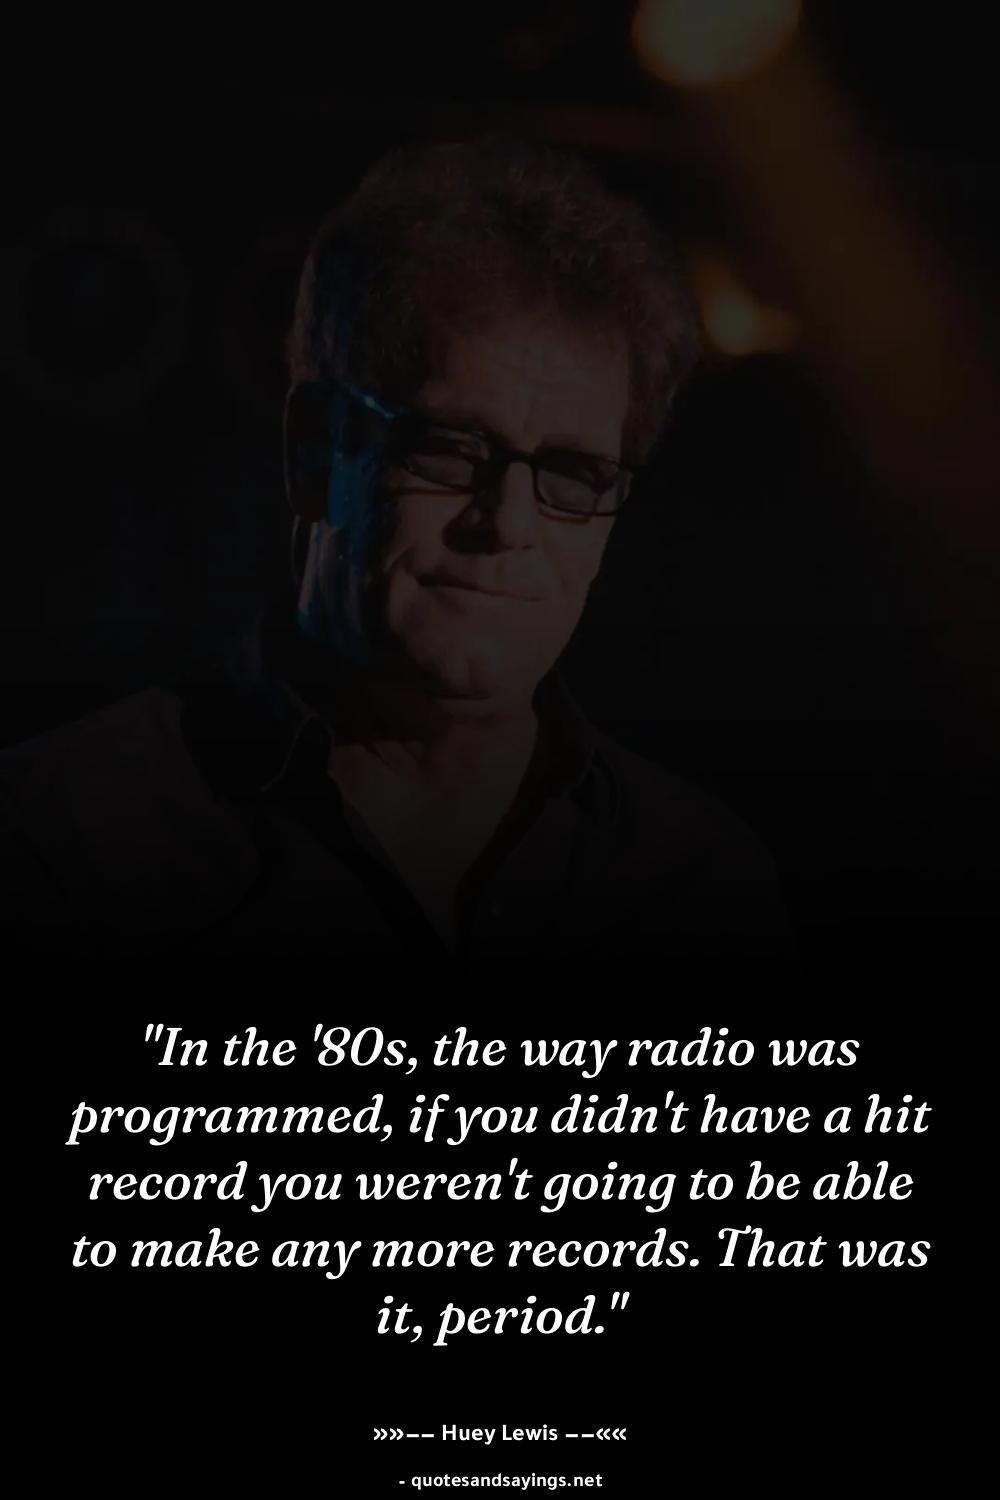 "In the '80s, the way radio was
programmed, if you didn't have a hit
record you weren't going to be able
to make any more records. That was
it, period."
»»—— Huey Lewis ——««
- quotesandsayings.net